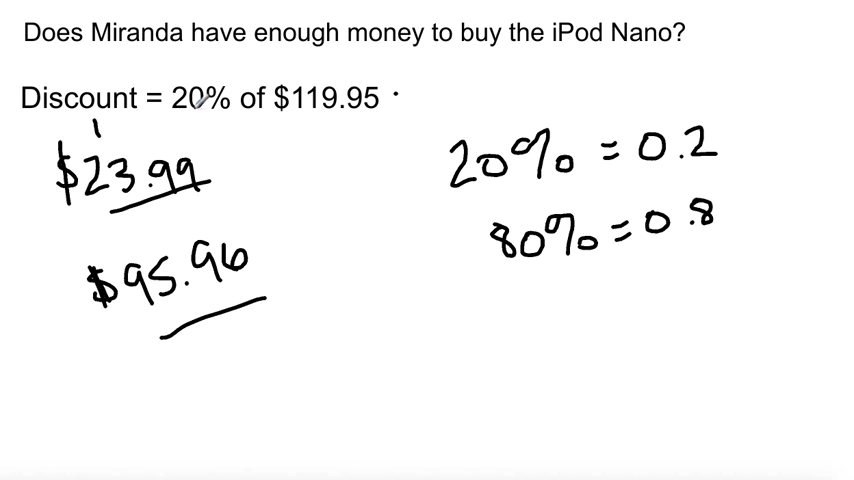 Does Miranda have enough money to buy the iPod Nano?
Discount = 20% of $119.95
$23.99
20% = 0.2
80% = 0.8
$95.96